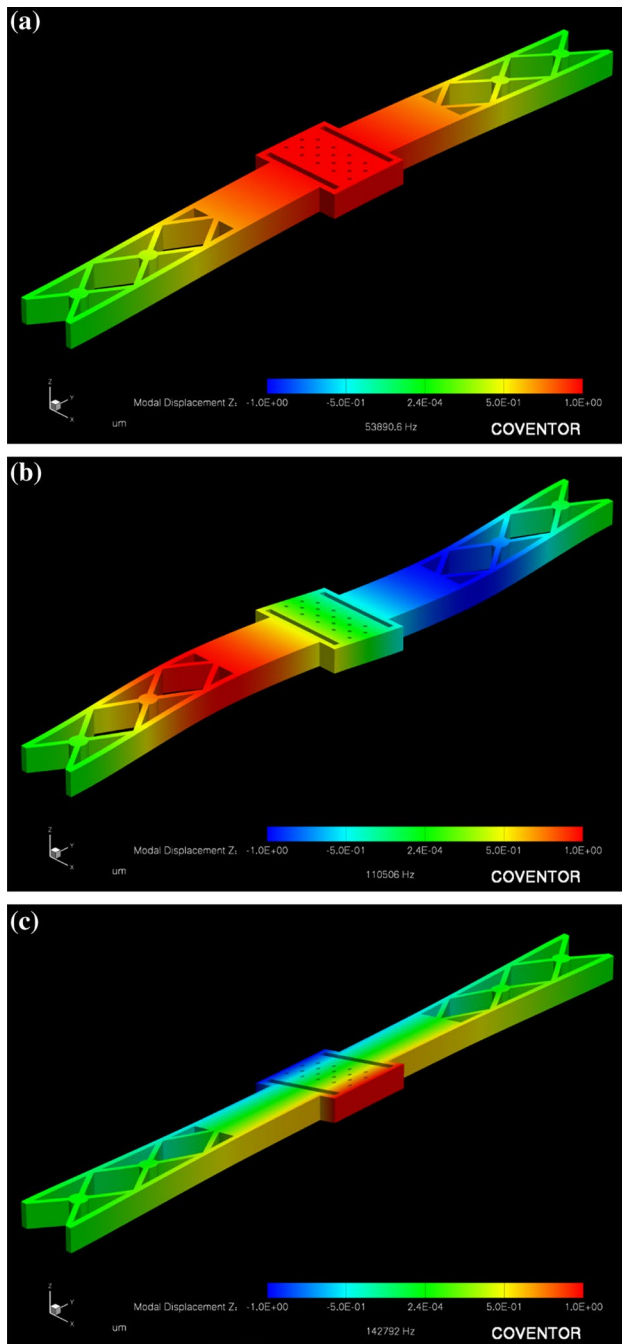 (a)
Z
Y
X
Modal Displacement Z: -1.0E+00 -5.0E-01 2.4E-04 5.0E-01 1.0E+00
um 53890.6 Hz COVENTOR
(b)
Z
Y
X
Modal Displacement Z: -1.0E+00 -5.0E-01 2.4E-04 5.0E-01 1.0E+00
um 110506 Hz COVENTOR
(c)
Z
Y
X
Modal Displacement Z: -1.0E+00 -5.0E-01 2.4E-04 5.0E-01 1.0E+00
um 142792 Hz COVENTOR